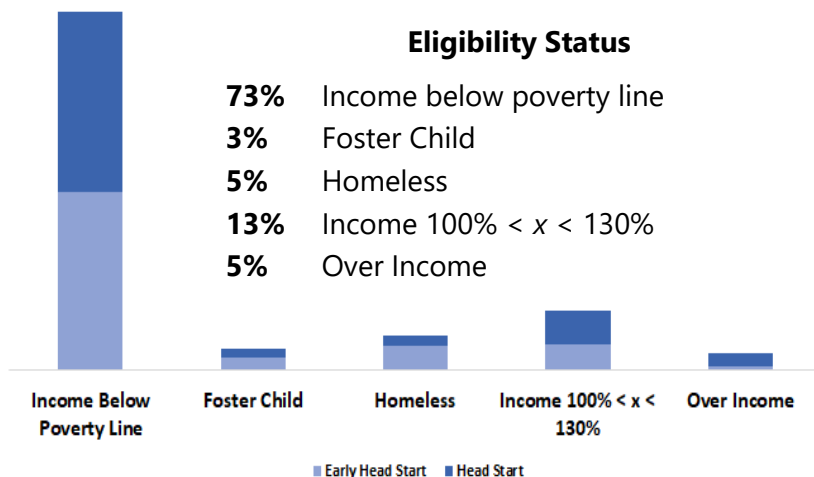 Eligibility Status
73% Income below poverty line
3% Foster Child
5% Homeless
13% Income 100% < x < 130%
5% Over Income
Income Below
Poverty Line
Foster Child
Homeless
Income 100% < x <
130%
Over Income
Early Head Start
Head Start